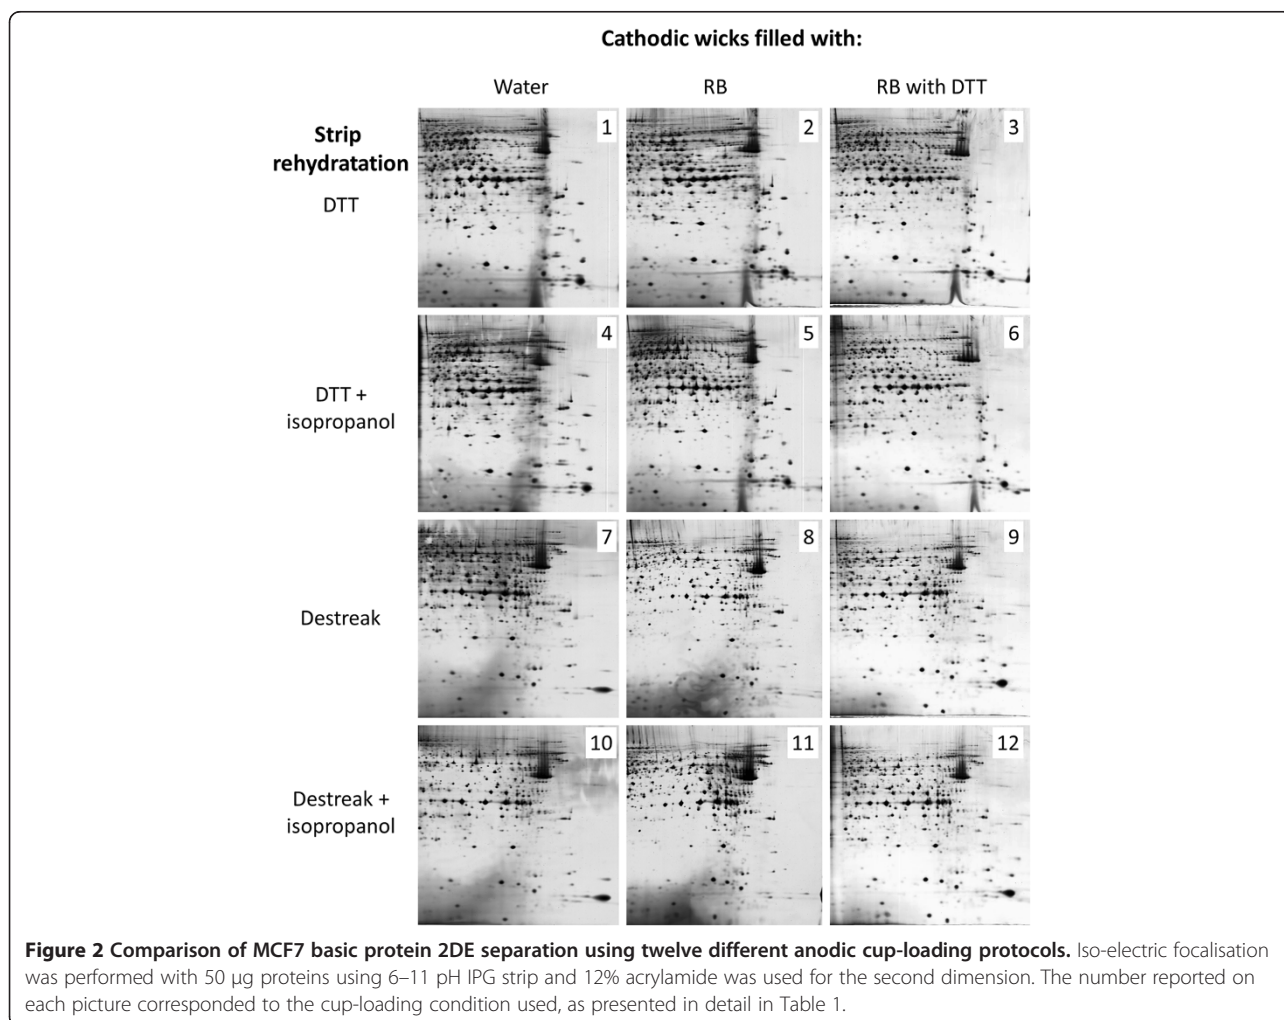 Cathodic wicks filled with:
Water RB RB with DTT
Strip
rehydratation
DTT
1 2 3
DTT +
isopropanol
4 5 6
Destreak
7 8 9
Destreak +
isopropanol
10 11 12
Figure 2 Comparison of MCF7 basic protein 2DE separation using twelve different anodic cup-loading protocols. Iso-electric focalisation
was performed with 50 μg proteins using 6–11 pH IPG strip and 12% acrylamide was used for the second dimension. The number reported on
each picture corresponded to the cup-loading condition used, as presented in detail in Table 1.